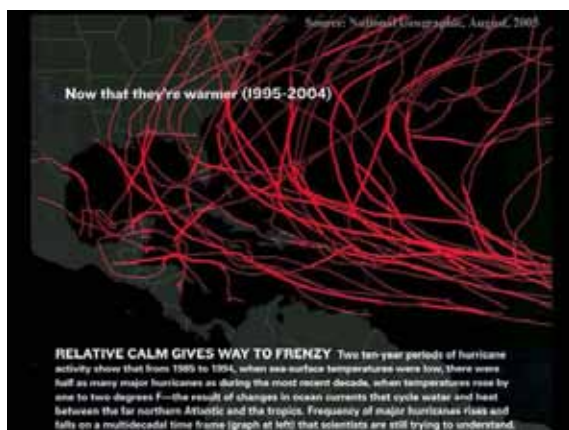 Source: National Geographic, August, 2005
Now that they're warmer (1995-2004)
RELATIVE CALM GIVES WAY TO FRENZY Two ten-year periods of hurricane
activity show that from 1985 to 1994, when sea-surface temperatures were low, there were
half as many major hurricanes as during the most recent decade, when temperatures rose by
one to two degrees F—the result of changes in ocean currents that cycle water and heat
between the far northern Atlantic and the tropics. Frequency of major hurricanes rises and
falls on a multidecadal time frame (graph at left) that scientists are still trying to understand.